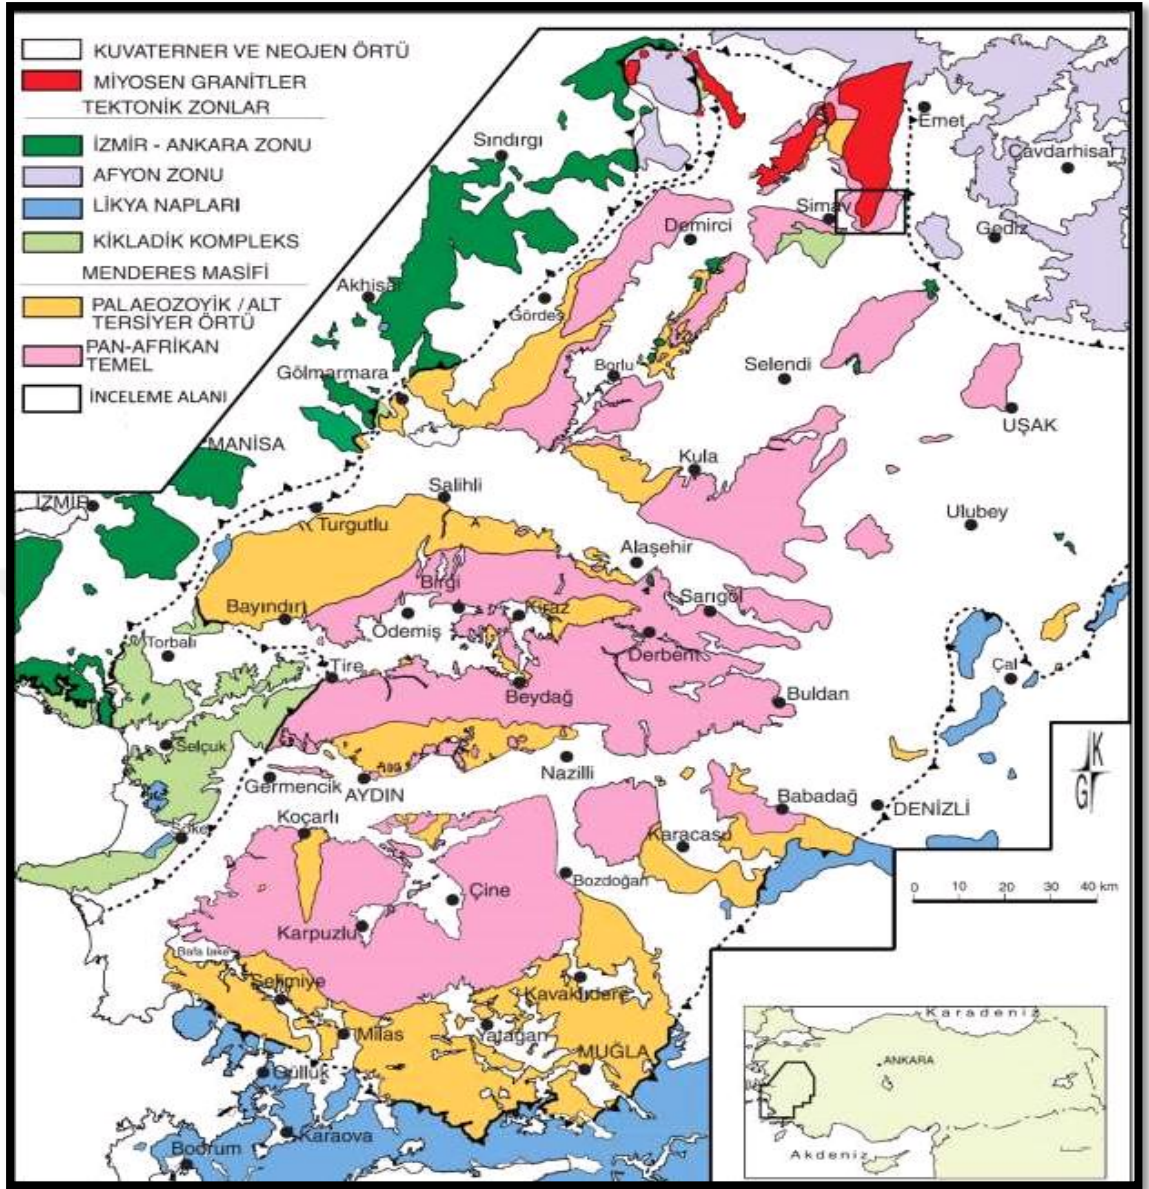 KUVATERNER VE NEOJEN ÖRTÜ
MİYOSEN GRANİTLER
TEKTONİK ZONLAR
İZMİR - ANKARA ZONU
AFYON ZONU
LİKYA NAPLARI
KİKLADİK KOMPLEKS
MENDERES MASİFİ
PALAEOZOYİK / ALT
TERSİYER ÖRTÜ
PAN-AFRİKAN
TEMEL
İNCELEME ALANI
Emet
Sındırgı
Çavdarhisar
Simav
Demirci
Gediz
Akhisar
Gördes
Borlu
Selendi
Gölmarmara
UŞAK
MANİSA
Kula
Salihli
İZMİR
Turgutlu
Ulubey
Alaşehir
Birgi
Bayındır
Ödemiş
Kiraz
Sarıgöl
Torbalı
Derbent
Tire
Çal
Beydağ
Buldan
Selçuk
Nazilli
Germencik
AYDIN
Babadağ
DENİZLİ
Koçarlı
Söke
Karacasu
Bozdoğan
Çine
Karpuzlu
Bafa lake
Selimiye
Kavaklıdere
Milas
Yatağan
MUĞLA
Güllük
Karaova
Bodrum
K
G
0 10 20 30 40 km
Karadeniz
ANKARA
Akdeniz